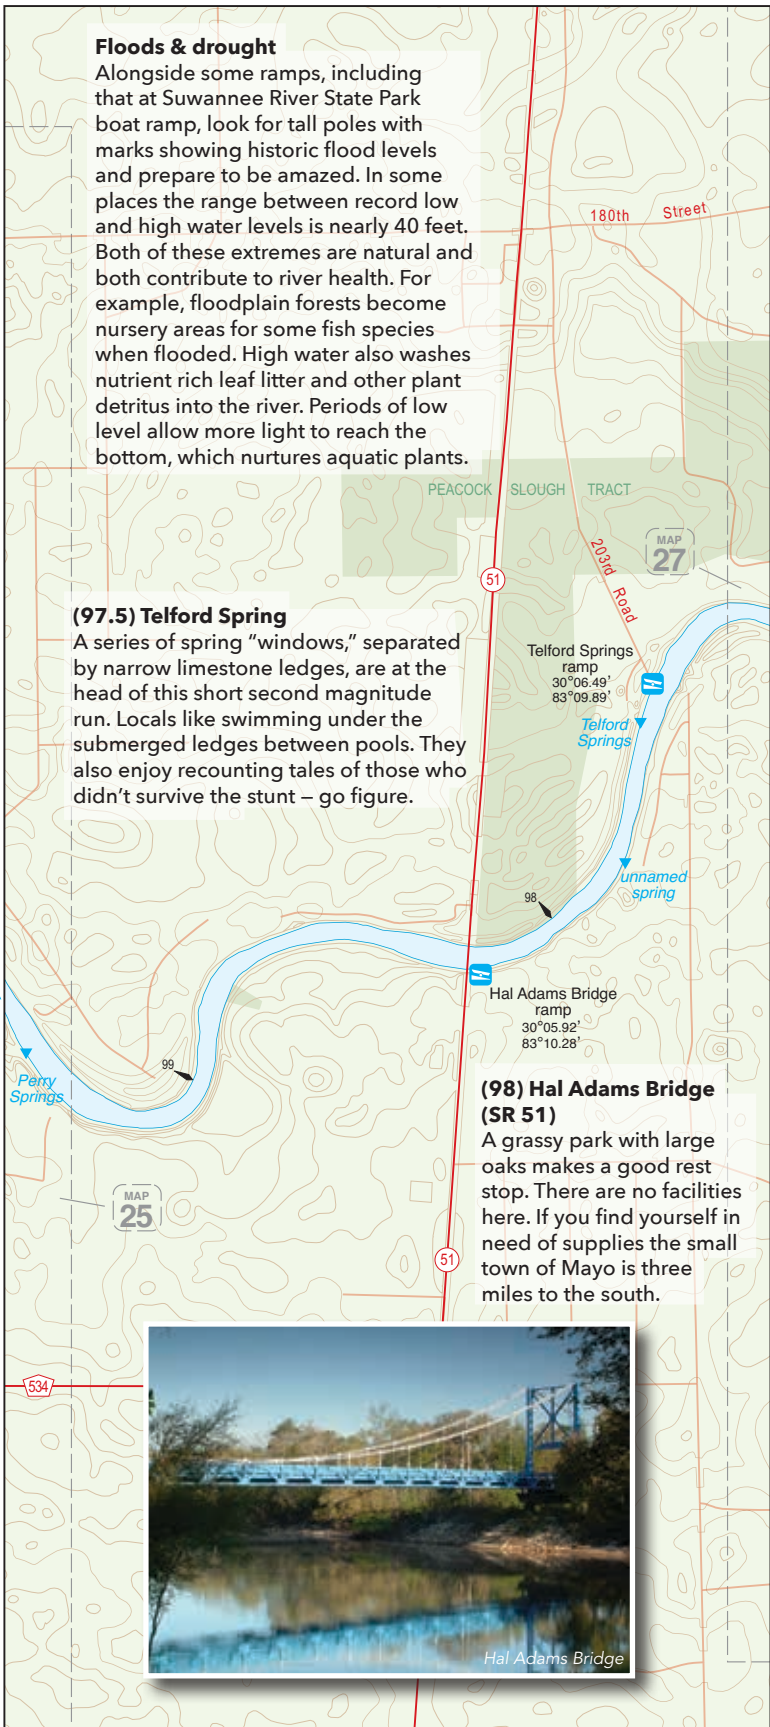 Floods & drought
Alongside some ramps, including
that at Suwannee River State Park
boat ramp, look for tall poles with
marks showing historic flood levels
and prepare to be amazed. In some
places the range between record low
and high water levels is nearly 40 feet.
Both of these extremes are natural and
both contribute to river health. For
example, floodplain forests become
nursery areas for some fish species
when flooded. High water also washes
nutrient rich leaf litter and other plant
detritus into the river. Periods of low
level allow more light to reach the
bottom, which nurtures aquatic plants.
180th Street
PEACOCK SLOUGH TRACT
MAP
27
203rd Road
51
(97.5) Telford Spring
A series of spring “windows,” separated
by narrow limestone ledges, are at the
head of this short second magnitude
run. Locals like swimming under the
submerged ledges between pools. They
also enjoy recounting tales of those who
didn’t survive the stunt – go figure.
Telford Springs
ramp
30°06.49’
83°09.89’
Telford
Springs
unnamed
spring
98
Hal Adams Bridge
ramp
30°05.92’
83°10.28’
99
Perry
Springs
(98) Hal Adams Bridge
(SR 51)
A grassy park with large
oaks makes a good rest
stop. There are no facilities
here. If you find yourself in
need of supplies the small
town of Mayo is three
miles to the south.
MAP
25
51
534
Hal Adams Bridge